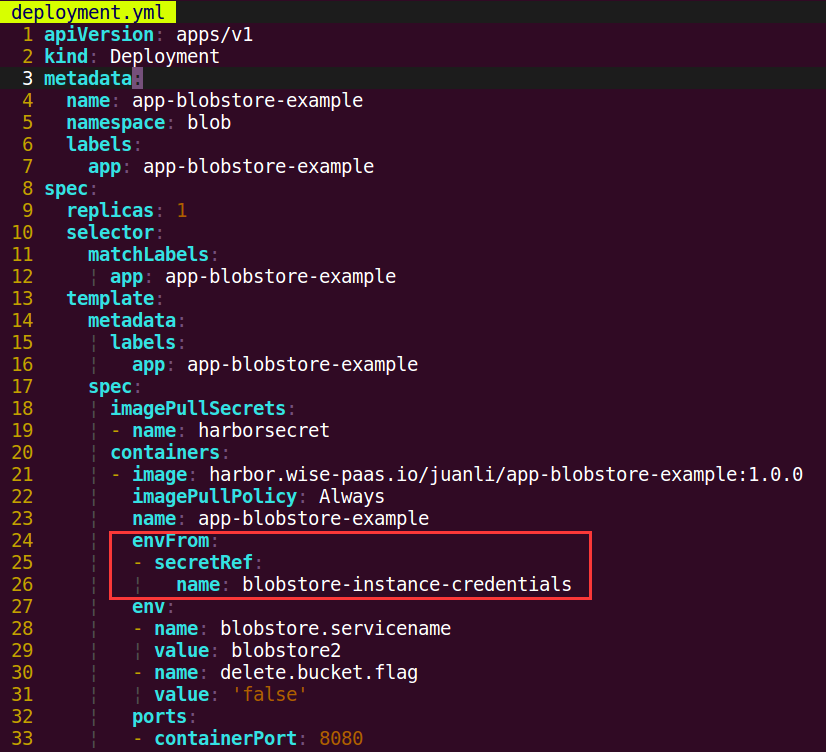 deployment.yml
1 apiVersion: apps/v1
2 kind: Deployment
3 metadata:
4   name: app-blobstore-example
5   namespace: blob
6   labels:
7     app: app-blobstore-example
8 spec:
9   replicas: 1
10   selector:
11     matchLabels:
12     ¦ app: app-blobstore-example
13   template:
14     metadata:
15     ¦ labels:
16     ¦   app: app-blobstore-example
17     spec:
18     ¦ imagePullSecrets:
19     ¦ - name: harborsecret
20     ¦ containers:
21     ¦ - image: harbor.wise-paas.io/juanli/app-blobstore-example:1.0.0
22     ¦   imagePullPolicy: Always
23     ¦   name: app-blobstore-example
24     ¦   envFrom:
25     ¦   - secretRef:
26     ¦   ¦   name: blobstore-instance-credentials
27     ¦   env:
28     ¦   - name: blobstore.servicename
29     ¦   ¦ value: blobstore2
30     ¦   - name: delete.bucket.flag
31     ¦   ¦ value: 'false'
32     ¦   ports:
33     ¦   - containerPort: 8080